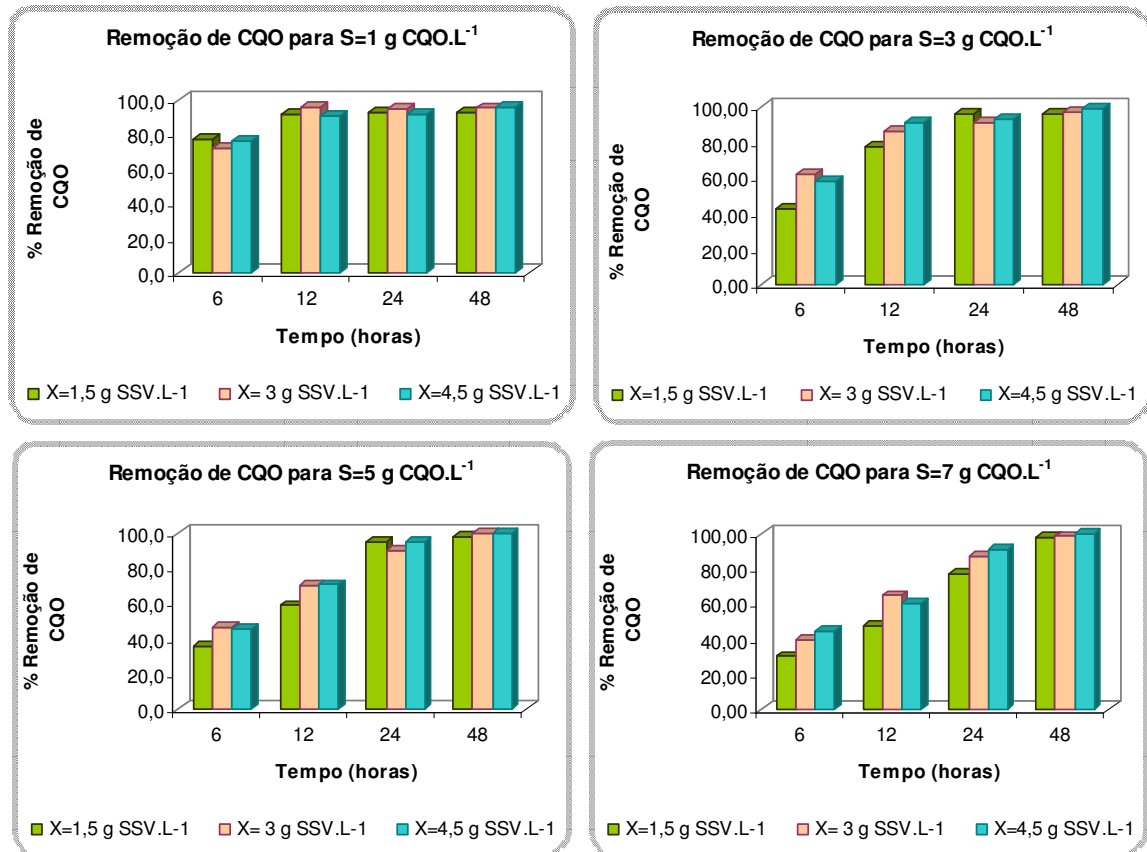 Remoção de CQO para S=1 g CQO.L-1
% Remoção de
CQO
100,0
80,0
60,0
40,0
20,0
0,0
6 12 24 48
Tempo (horas)
X=1,5 g SSV.L-1 X= 3 g SSV.L-1 X=4,5 g SSV.L-1
Remoção de CQO para S=3 g CQO.L-1
% Remoção de
CQO
100,00
80,00
60,00
40,00
20,00
0,00
6 12 24 48
Tempo (horas)
X=1,5 g SSV.L-1 X= 3 g SSV.L-1 X=4,5 g SSV.L-1
Remoção de CQO para S=5 g CQO.L-1
% Remoção de
CQO
100,0
80,0
60,0
40,0
20,0
0,0
6 12 24 48
Tempo (horas)
X=1,5 g SSV.L-1 X= 3 g SSV.L-1 X=4,5 g SSV.L-1
Remoção de CQO para S=7 g CQO.L-1
% Remoção de
CQO
100,00
80,00
60,00
40,00
20,00
0,00
6 12 24 48
Tempo (horas)
X=1,5 g SSV.L-1 X= 3 g SSV.L-1 X=4,5 g SSV.L-1